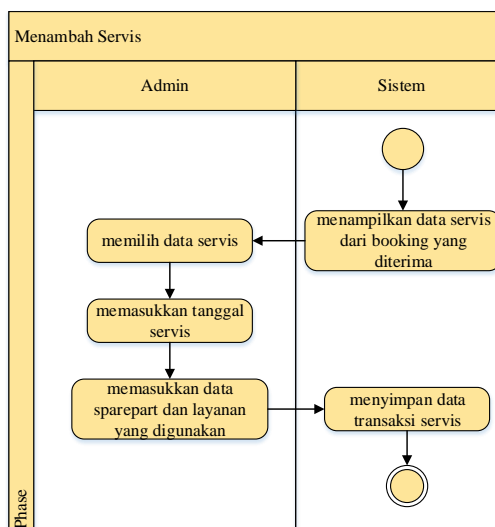 Menambah Servis
Admin
Sistem
menampilkan data servis
dari booking yang
diterima
memilih data servis
memasukkan tanggal
servis
memasukkan data
sparepart dan layanan
yang digunakan
menyimpan data
transaksi servis
Phase